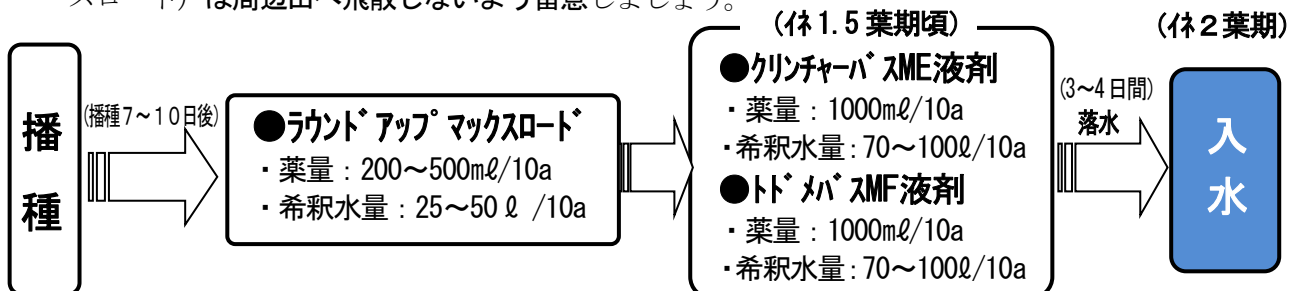 スロード）は周辺田へ飛散しないよう留意しましょう。
播種
(播種７～１０日後)
●ﾗｳﾝﾄﾞｱｯﾌﾟﾏｯｸｽﾛｰﾄﾞ
・薬量：200～500mℓ/10a
・希釈水量：25～50ℓ/10a
(ｲﾈ1.5葉期頃)
●ｸﾘﾝﾁｬｰﾊﾞｽME液剤
・薬量：1000mℓ/10a
・希釈水量：70～100ℓ/10a
●ﾄﾄﾞﾒﾊﾞｽMF液剤
・薬量：1000mℓ/10a
・希釈水量：70～100ℓ/10a
(3～4日間)
落水
(ｲﾈ２葉期)
入水